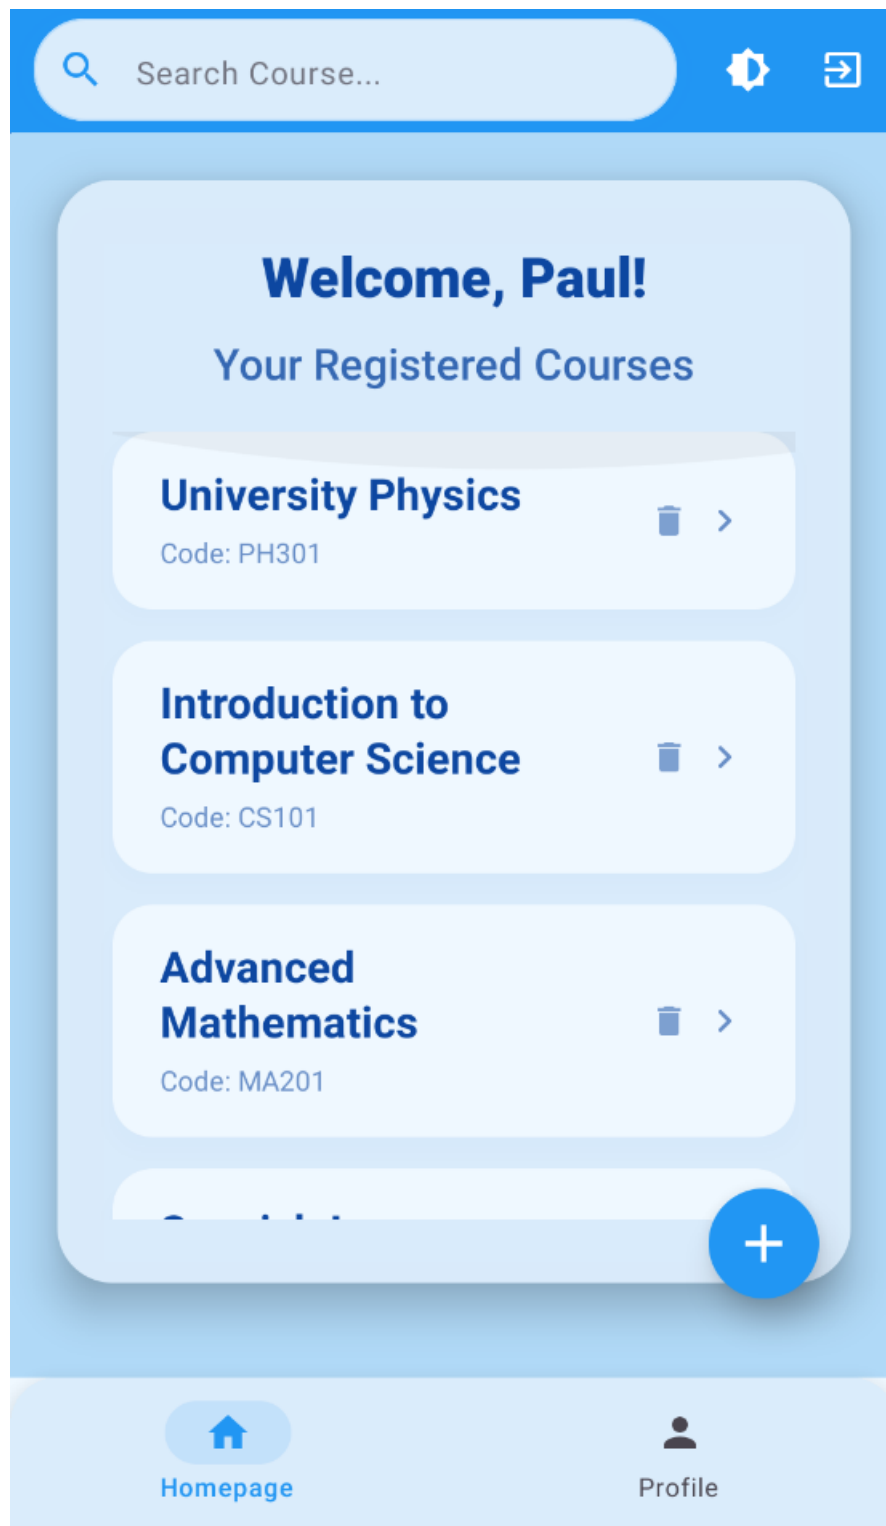 Search Course...
Welcome, Paul!
Your Registered Courses
University Physics
Code: PH301
Introduction to
Computer Science
Code: CS101
Advanced
Mathematics
Code: MA201
Homepage
Profile